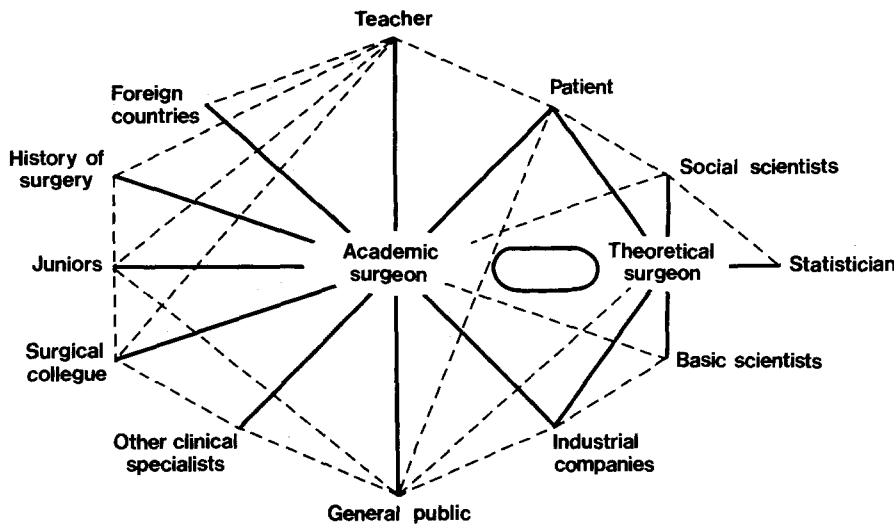 Teacher
Foreign
countries
Patient
History of
surgery
Social scientists
Juniors
Academic
surgeon
Theoretical
surgeon
Statistician
Surgical
collegue
Basic scientists
Other clinical
specialists
Industrial
companies
General public